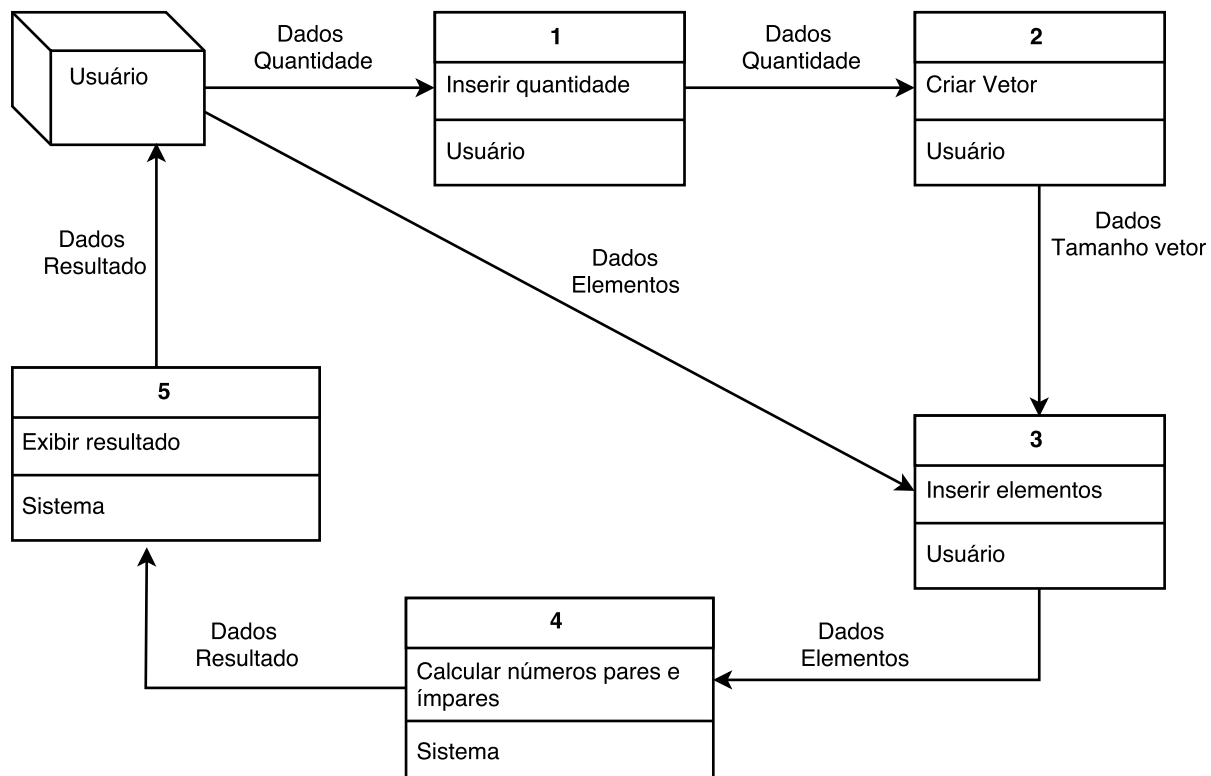 Usuário
Dados
Quantidade
1
Inserir quantidade
Usuário
Dados
Quantidade
2
Criar Vetor
Usuário
Dados
Tamanho vetor
Dados
Elementos
3
Inserir elementos
Usuário
Dados
Elementos
4
Calcular números pares e
ímpares
Sistema
Dados
Resultado
5
Exibir resultado
Sistema
Dados
Resultado